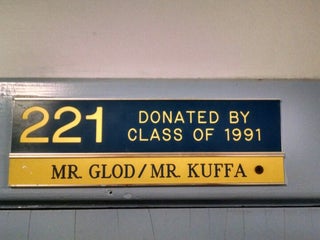 221
DONATED BY
CLASS OF 1991
MR. GLOD/MR. KUFFA